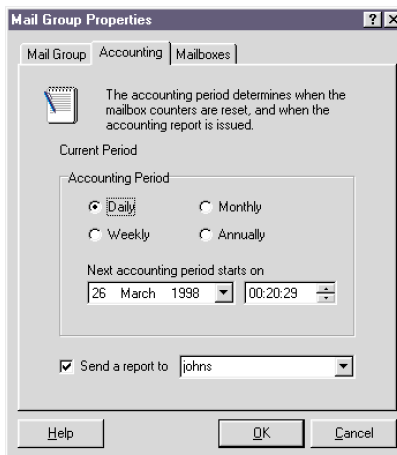 Mail Group Properties
Mail Group Accounting Mailboxes
The accounting period determines when the
mailbox counters are reset, and when the
accounting report is issued.
Current Period
Accounting Period
Daily Monthly
Weekly Annually
Next accounting period starts on
26 March 1998 00:20:29
Send a report to johns
Help OK Cancel